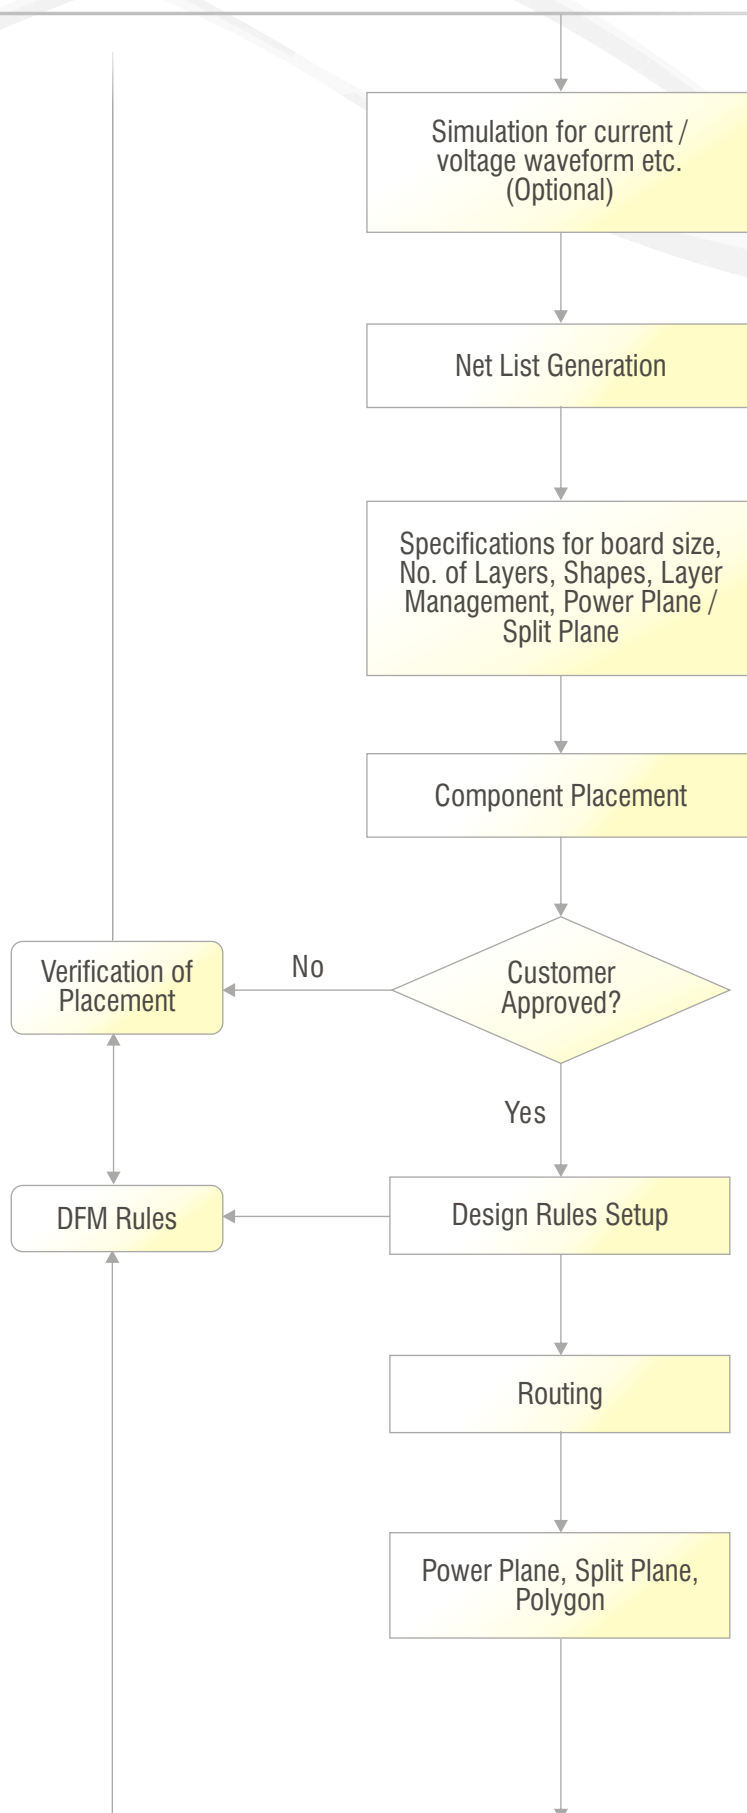 Simulation for current /
voltage waveform etc.
(Optional)
Net List Generation
Specifications for board size,
No. of Layers, Shapes, Layer
Management, Power Plane /
Split Plane
Component Placement
Verification of
Placement
No
Customer
Approved?
Yes
DFM Rules
Design Rules Setup
Routing
Power Plane, Split Plane,
Polygon